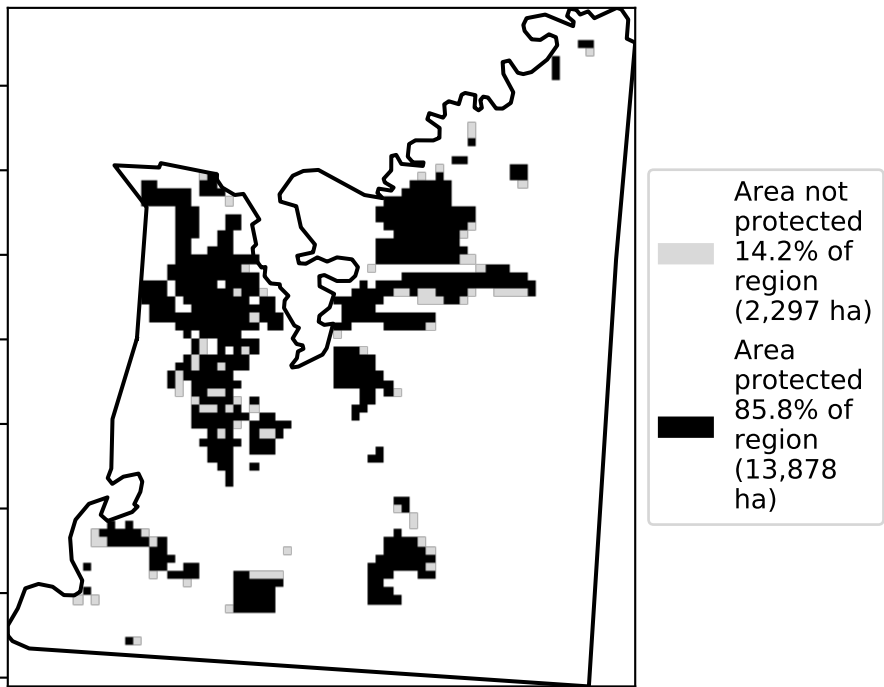 Area not
protected
14.2% of
region
(2,297 ha)
Area
protected
85.8% of
region
(13,878
ha)